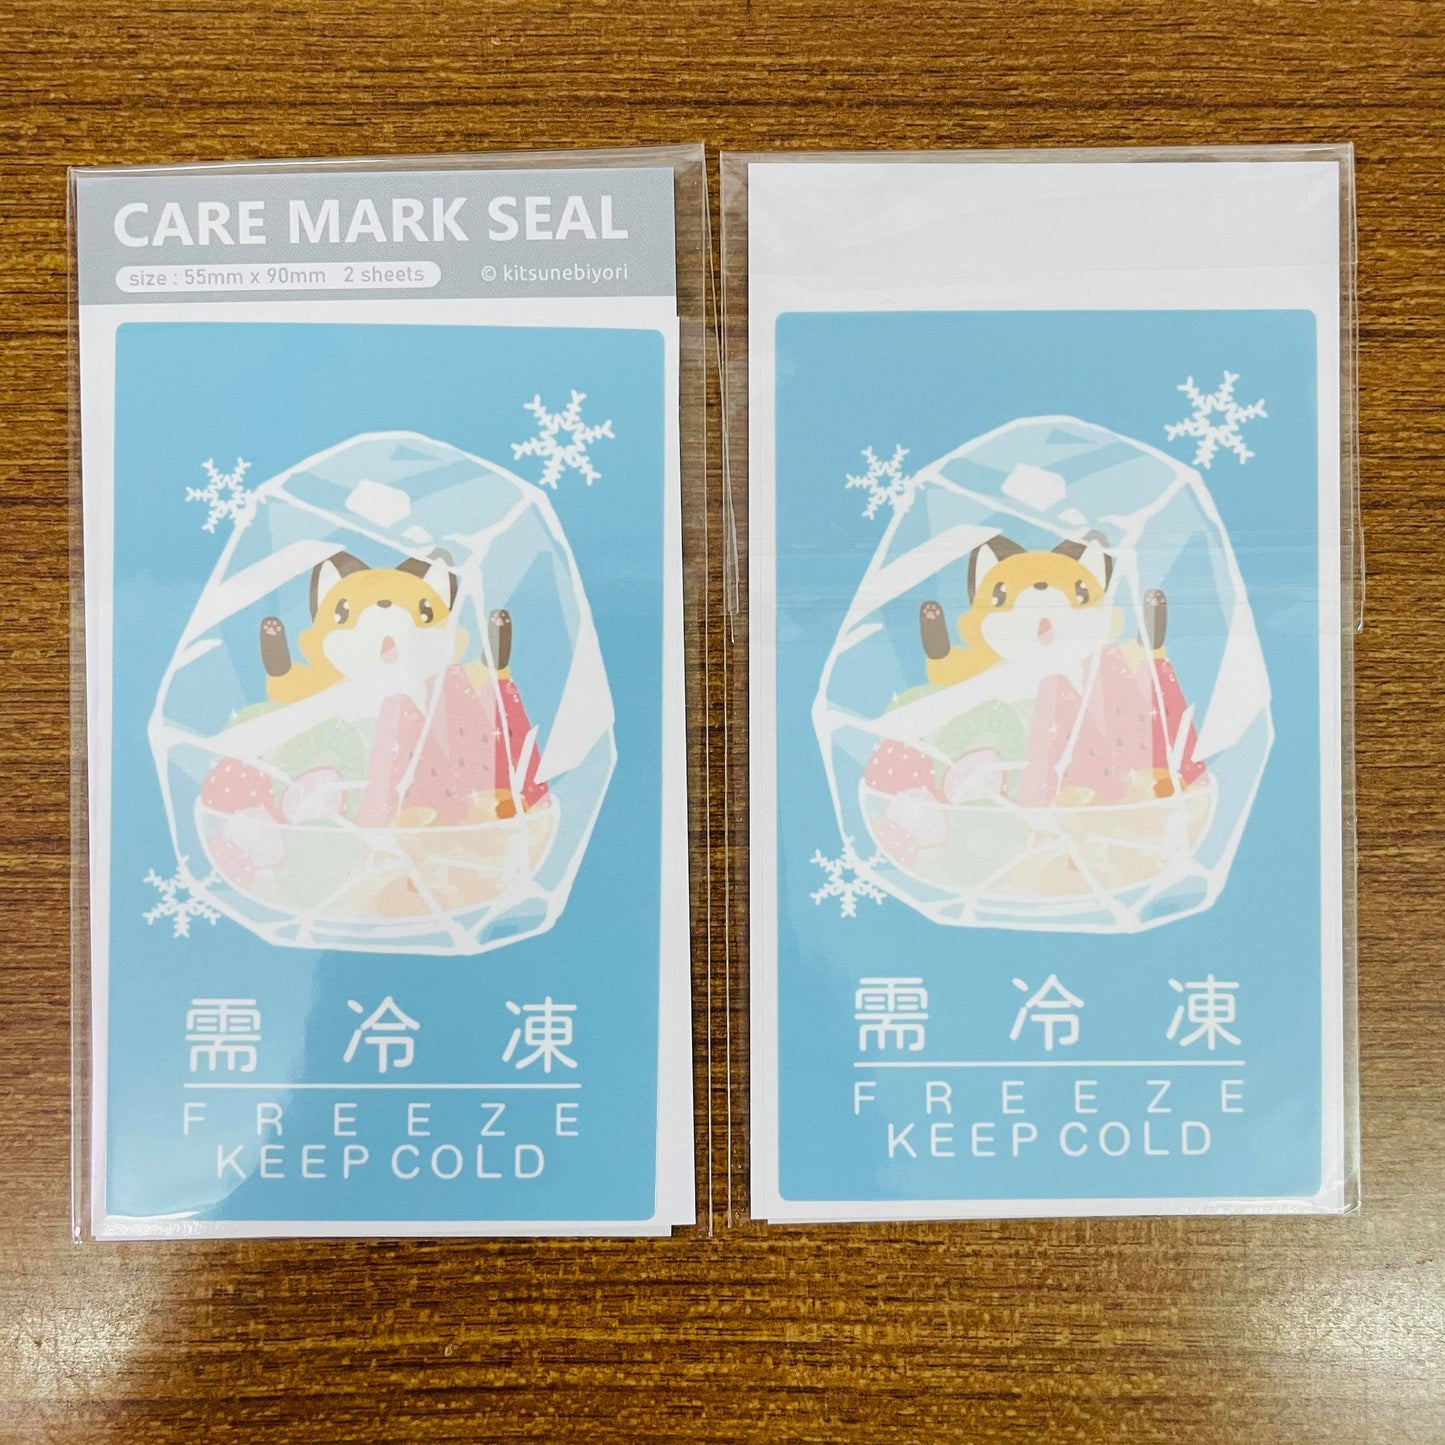 CARE MARK SEAL
size : 55mm x 90mm 2 sheets
© kitsunebiyori
需冷凍
FREEZE
KEEP COLD
需冷凍
FREEZE
KEEP COLD